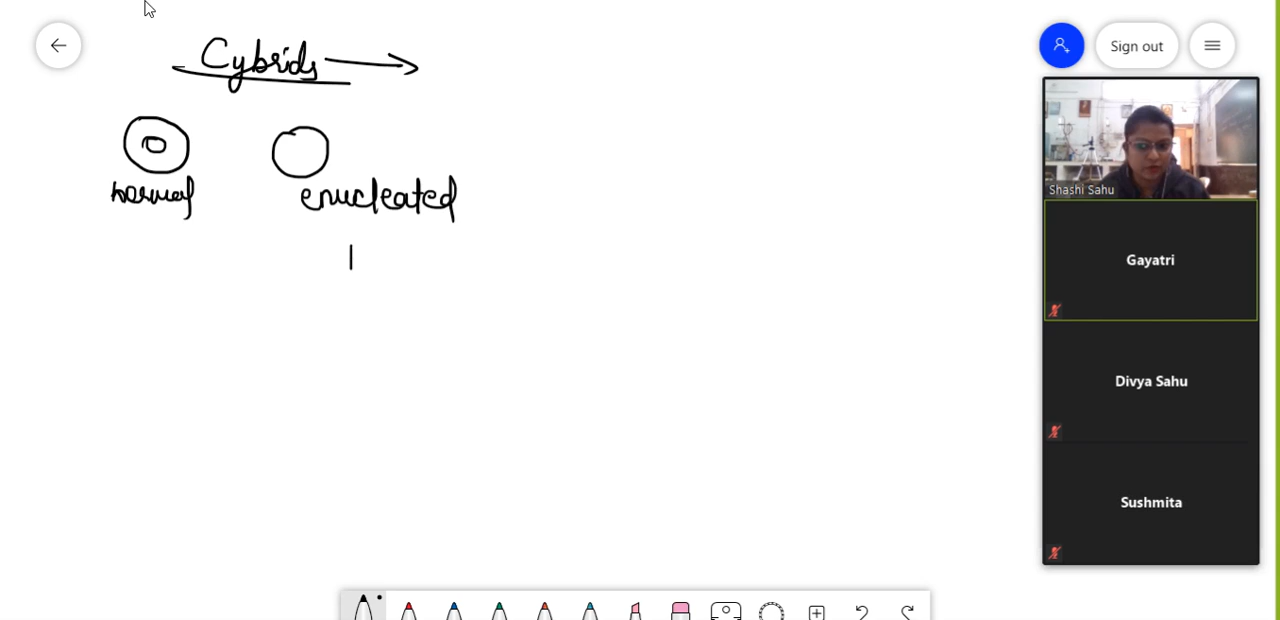 Cybrids
Sign out
normal
enucleated
Shashi Sahu
Gayatri
Divya Sahu
Sushmita